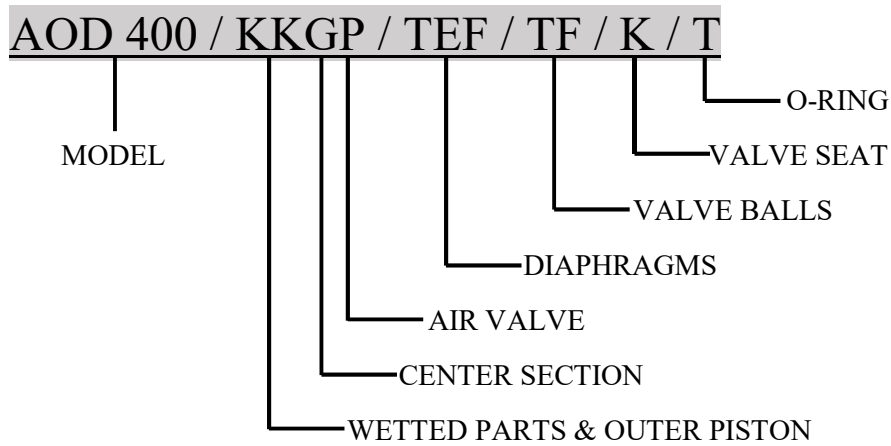 AOD 400 / KKGP / TEF / TF / K / T
O-RING
MODEL
VALVE SEAT
VALVE BALLS
DIAPHRAGMS
AIR VALVE
CENTER SECTION
WETTED PARTS & OUTER PISTON